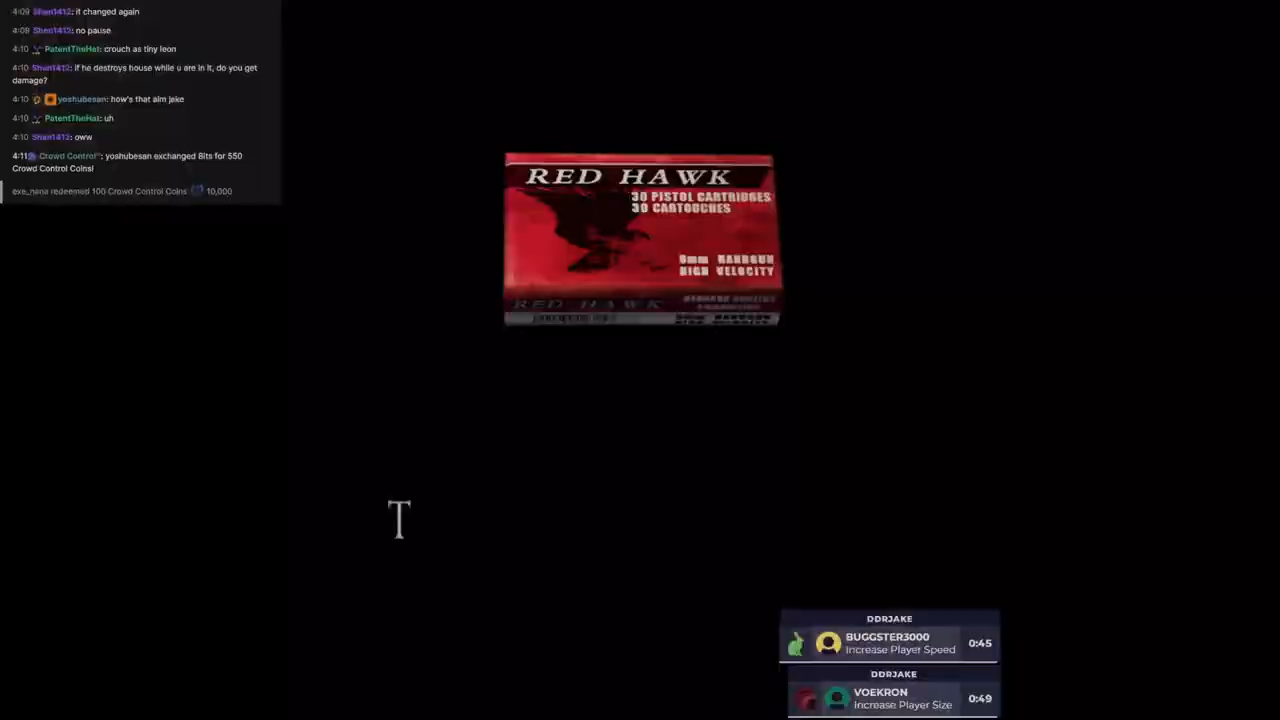 4:09 Shan1412: it changed again
4:09 Shan1412: no pause
4:10 PatentTheHat: crouch as tiny leon
4:10 Shan1412: if he destroys house while u are in it, do you get
damage?
4:10 yoshubesan: how's that aim jake
4:10 PatentTheHat: uh
4:10 Shan1412: oww
4:11 Crowd Control: yoshubesan exchanged Bits for 550
Crowd Control Coins!
exe_nana redeemed 100 Crowd Control Coins 10,000
RED HAWK
30 PISTOL CARTRIDGES
30 CARTOUCHES
9mm HANDGUN
HIGH VELOCITY
RED HAWK
T
DDRJAKE
BUGGSTER3000
Increase Player Speed
0:45
DDRJAKE
VOEKRON
Increase Player Size
0:49